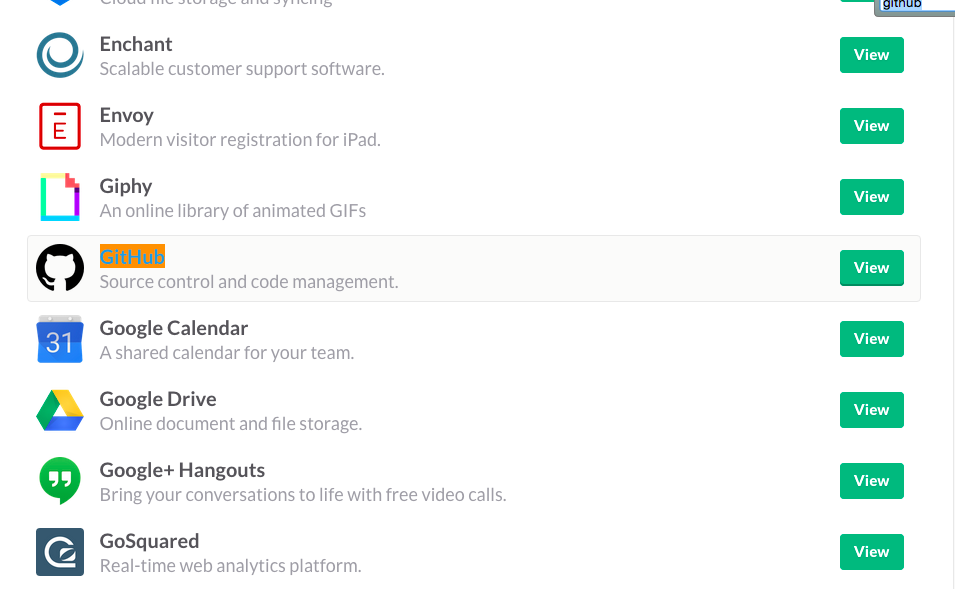 Cloud file storage and syncing
github
Enchant
Scalable customer support software.
View
E
Envoy
Modern visitor registration for iPad.
View
Giphy
An online library of animated GIFs
View
GitHub
Source control and code management.
View
31
Google Calendar
A shared calendar for your team.
View
Google Drive
Online document and file storage.
View
Google+ Hangouts
Bring your conversations to life with free video calls.
View
GoSquared
Real-time web analytics platform.
View